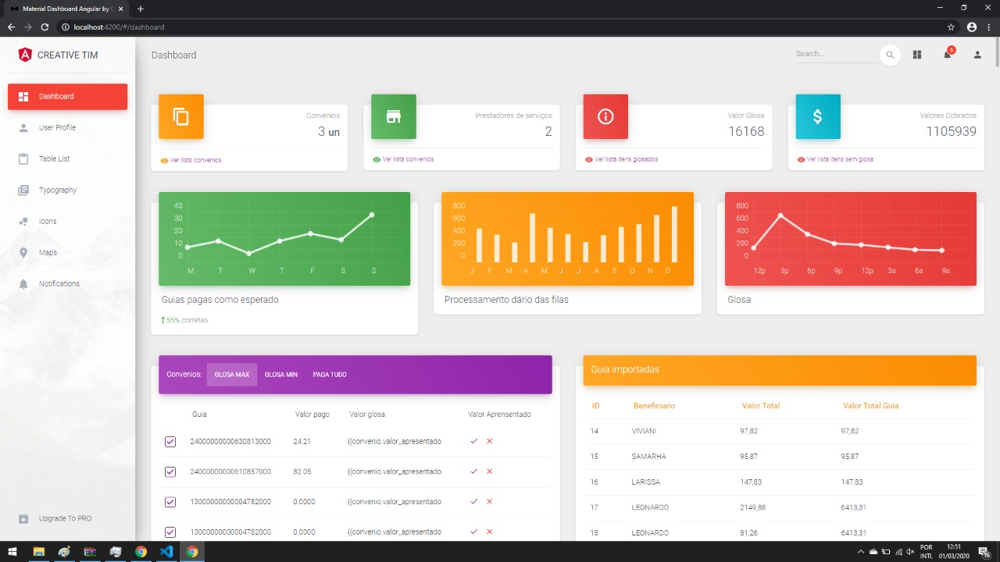 Material Dashboard Angular by C
localhost:4200/#/dashboard
CREATIVE TIM
Dashboard
Search...
5
Dashboard
User Profile
Table List
Typography
Icons
Maps
Notifications
Upgrade To PRO
Convenios
3 un
Ver lista convenios
Prestadores de serviços
2
Ver lista convenios
Valor Glosa
16168
Ver lista itens glosados
Valores Cobrados
1105939
Ver lista itens sem glosa
40
30
20
10
0
M T W T F S S
Guias pagas como esperado
55% corretas
800
600
400
200
0
J F M A M J J A S O N D
Processamento dário das filas
800
600
400
200
0
12p 3p 6p 9p 12p 3a 6a 9a
Glosa
Convenios: GLOSA MAX GLOSA MIN PAGA TUDO
Guia Valor pago Valor glosa Valor Aprensentado
24000000000630813000 24.21 {{convenio.valor_apresentado
24000000000610857000 82.05 {{convenio.valor_apresentado
13000000000004782000 0.0000 {{convenio.valor_apresentado
13000000000004782000 0.0000 {{convenio.valor_apresentado
Guia importadas
ID Beneficiario Valor Total Valor Total Guia
14 VIVIANI 97,82 97,82
15 SAMARHA 95,87 95,87
16 LARISSA 147,83 147,83
17 LEONARDO 2149,88 6413,31
18 LEONARDO 81,26 6413,31
POR
INTL
12:51
01/03/2020
15